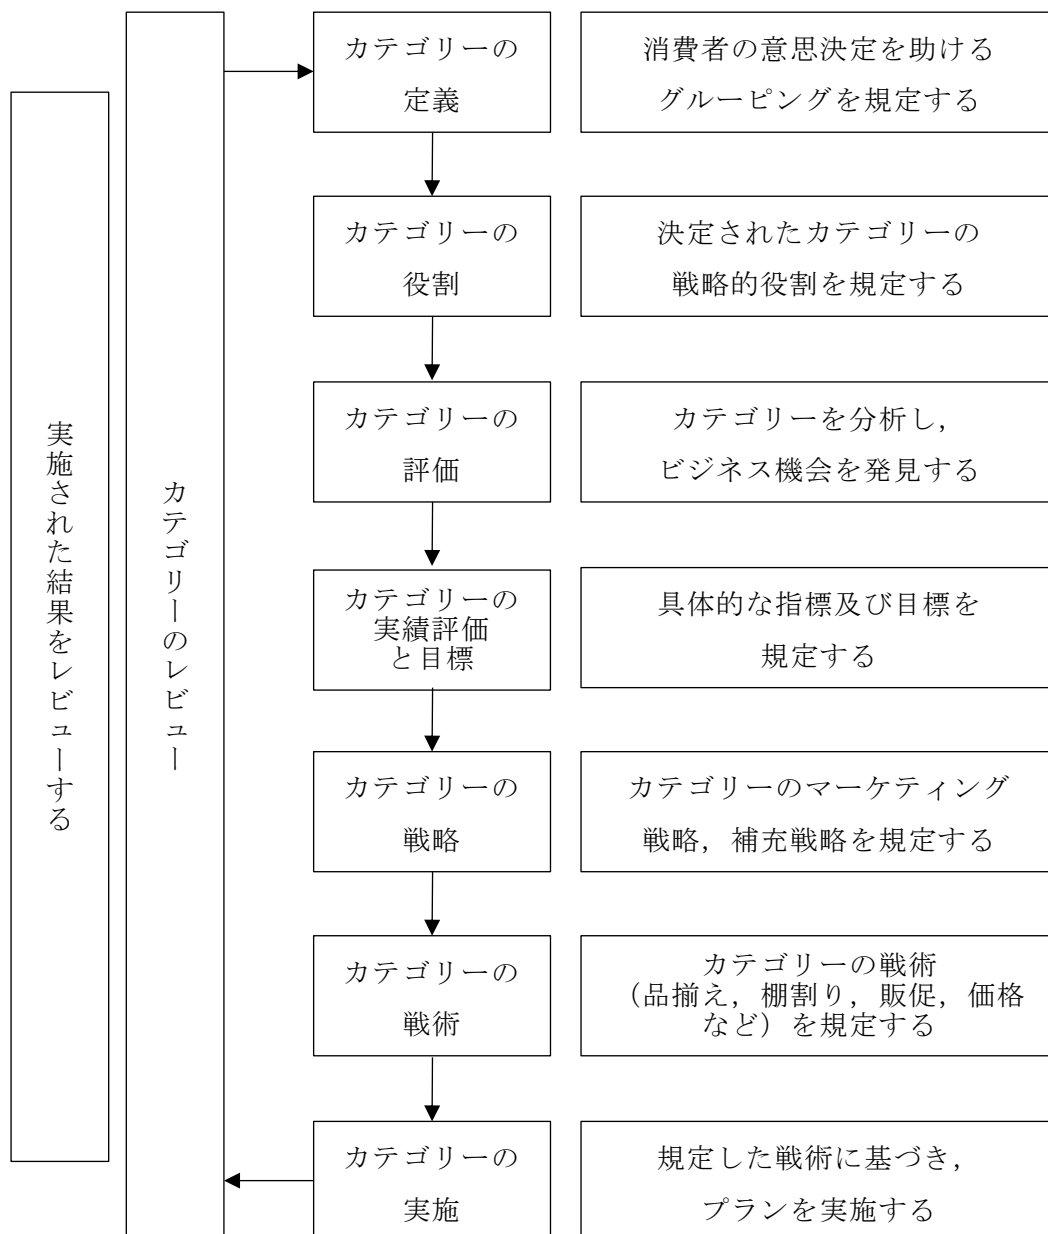 カテゴリーの
定義
消費者の意思決定を助ける
グルーピングを規定する
カテゴリーの
役割
決定されたカテゴリーの
戦略的役割を規定する
カテゴリーの
評価
カテゴリーを分析し，
ビジネス機会を発見する
カテゴリーの
実績評価
と目標
具体的な指標及び目標を
規定する
カテゴリーの
戦略
カテゴリーのマーケティング
戦略，補充戦略を規定する
カテゴリーの
戦術
カテゴリーの戦術
（品揃え，棚割り，販促，価格
など）を規定する
カテゴリーの
実施
規定した戦術に基づき，
プランを実施する
カテゴリーのレビュー
実施された結果をレビューする